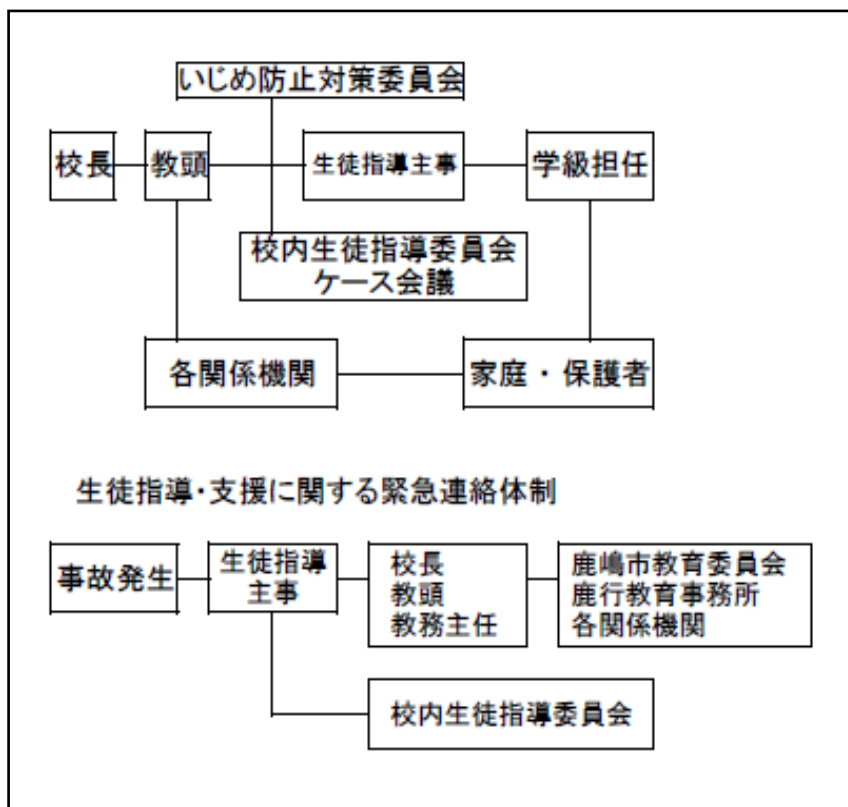 いじめ防止対策委員会
校長
教頭
生徒指導主事
学級担任
校内生徒指導委員会
ケース会議
各関係機関
家庭・保護者
生徒指導・支援に関する緊急連絡体制
事故発生
生徒指導
主事
校長
教頭
教務主任
鹿嶋市教育委員会
鹿行教育事務所
各関係機関
校内生徒指導委員会